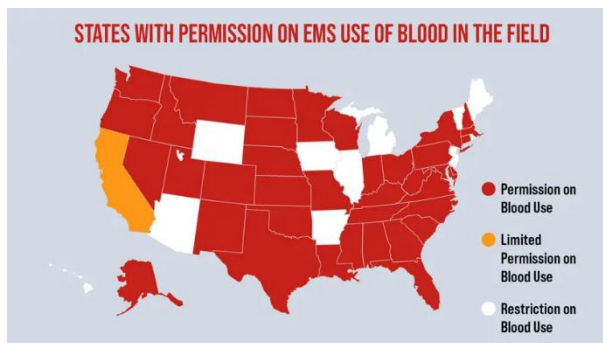 STATES WITH PERMISSION ON EMS USE OF BLOOD IN THE FIELD
Permission on
Blood Use
Limited
Permission on
Blood Use
Restriction on
Blood Use